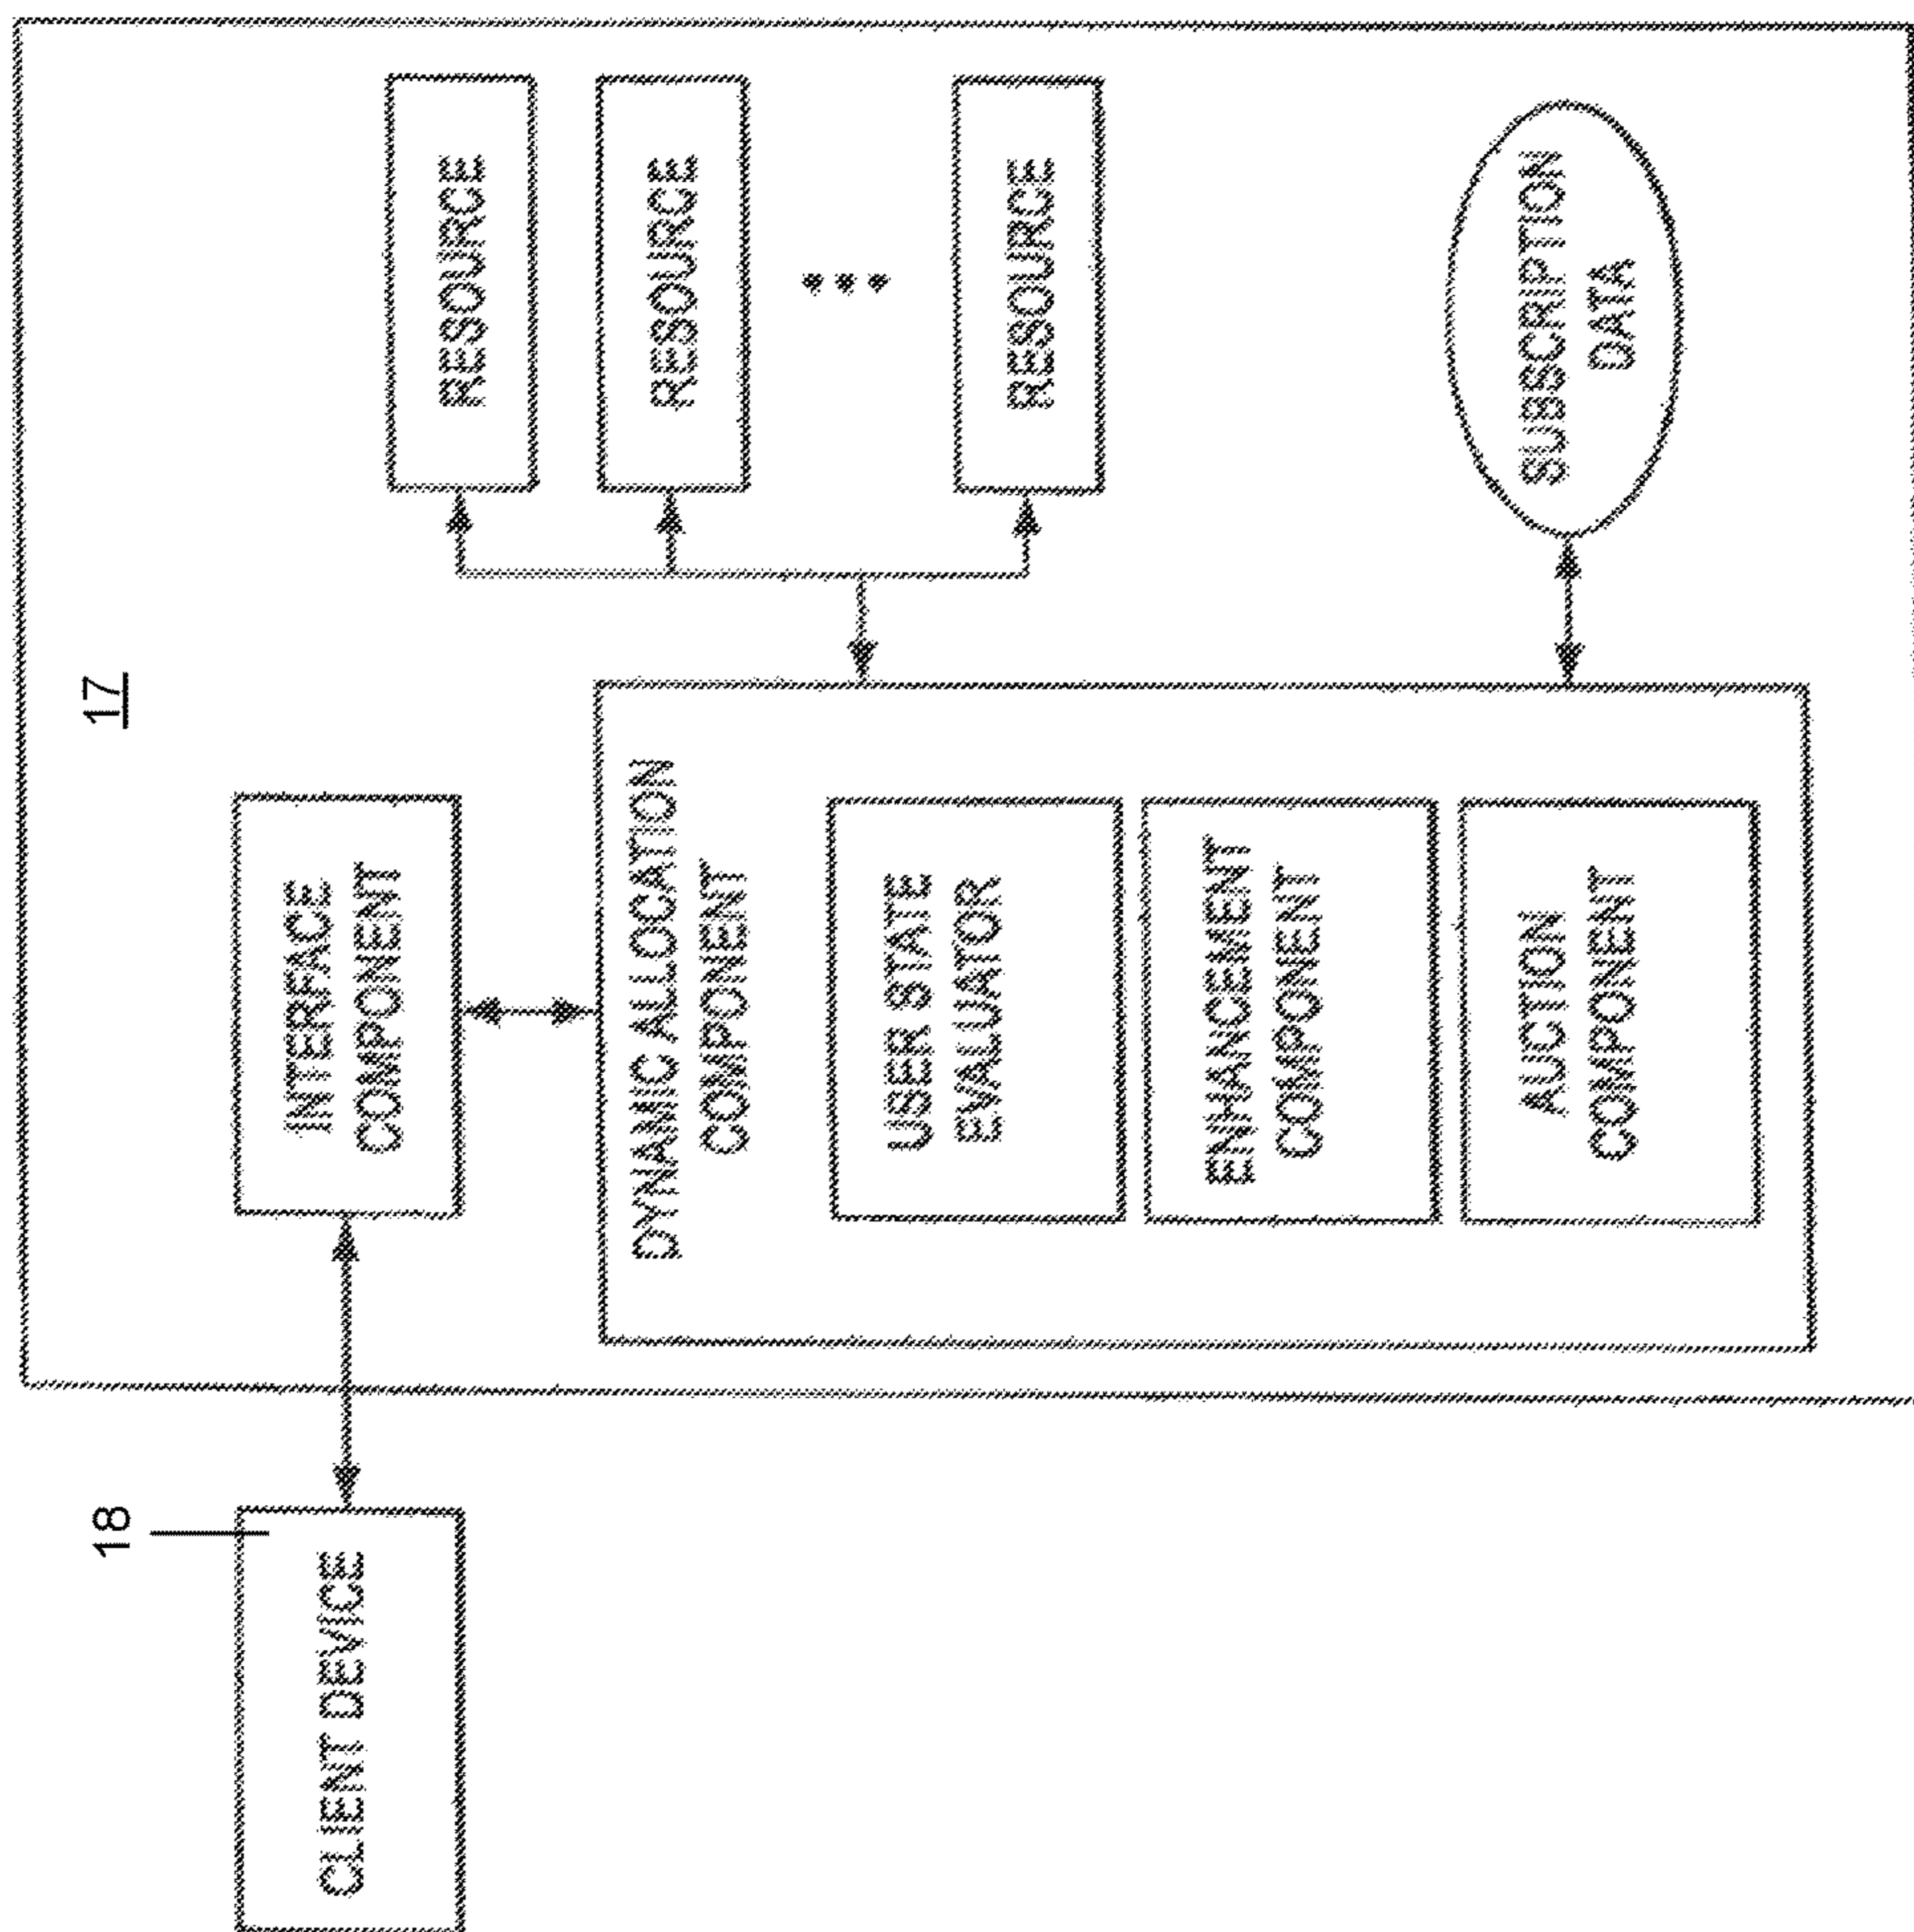 17
18
CLIENT DEVICE
INTERFACE
COMPONENT
RESOURCE
RESOURCE
RESOURCE
DYNAMIC ALLOCATION
COMPONENT
USER STATE
EVALUATOR
ENHANCEMENT
COMPONENT
AUCTION
COMPONENT
SUBSCRIPTION
DATA